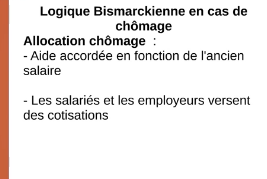 Logique Bismarckienne en cas de
chômage
Allocation chômage :
- Aide accordée en fonction de l'ancien
salaire
- Les salariés et les employeurs versent
des cotisations